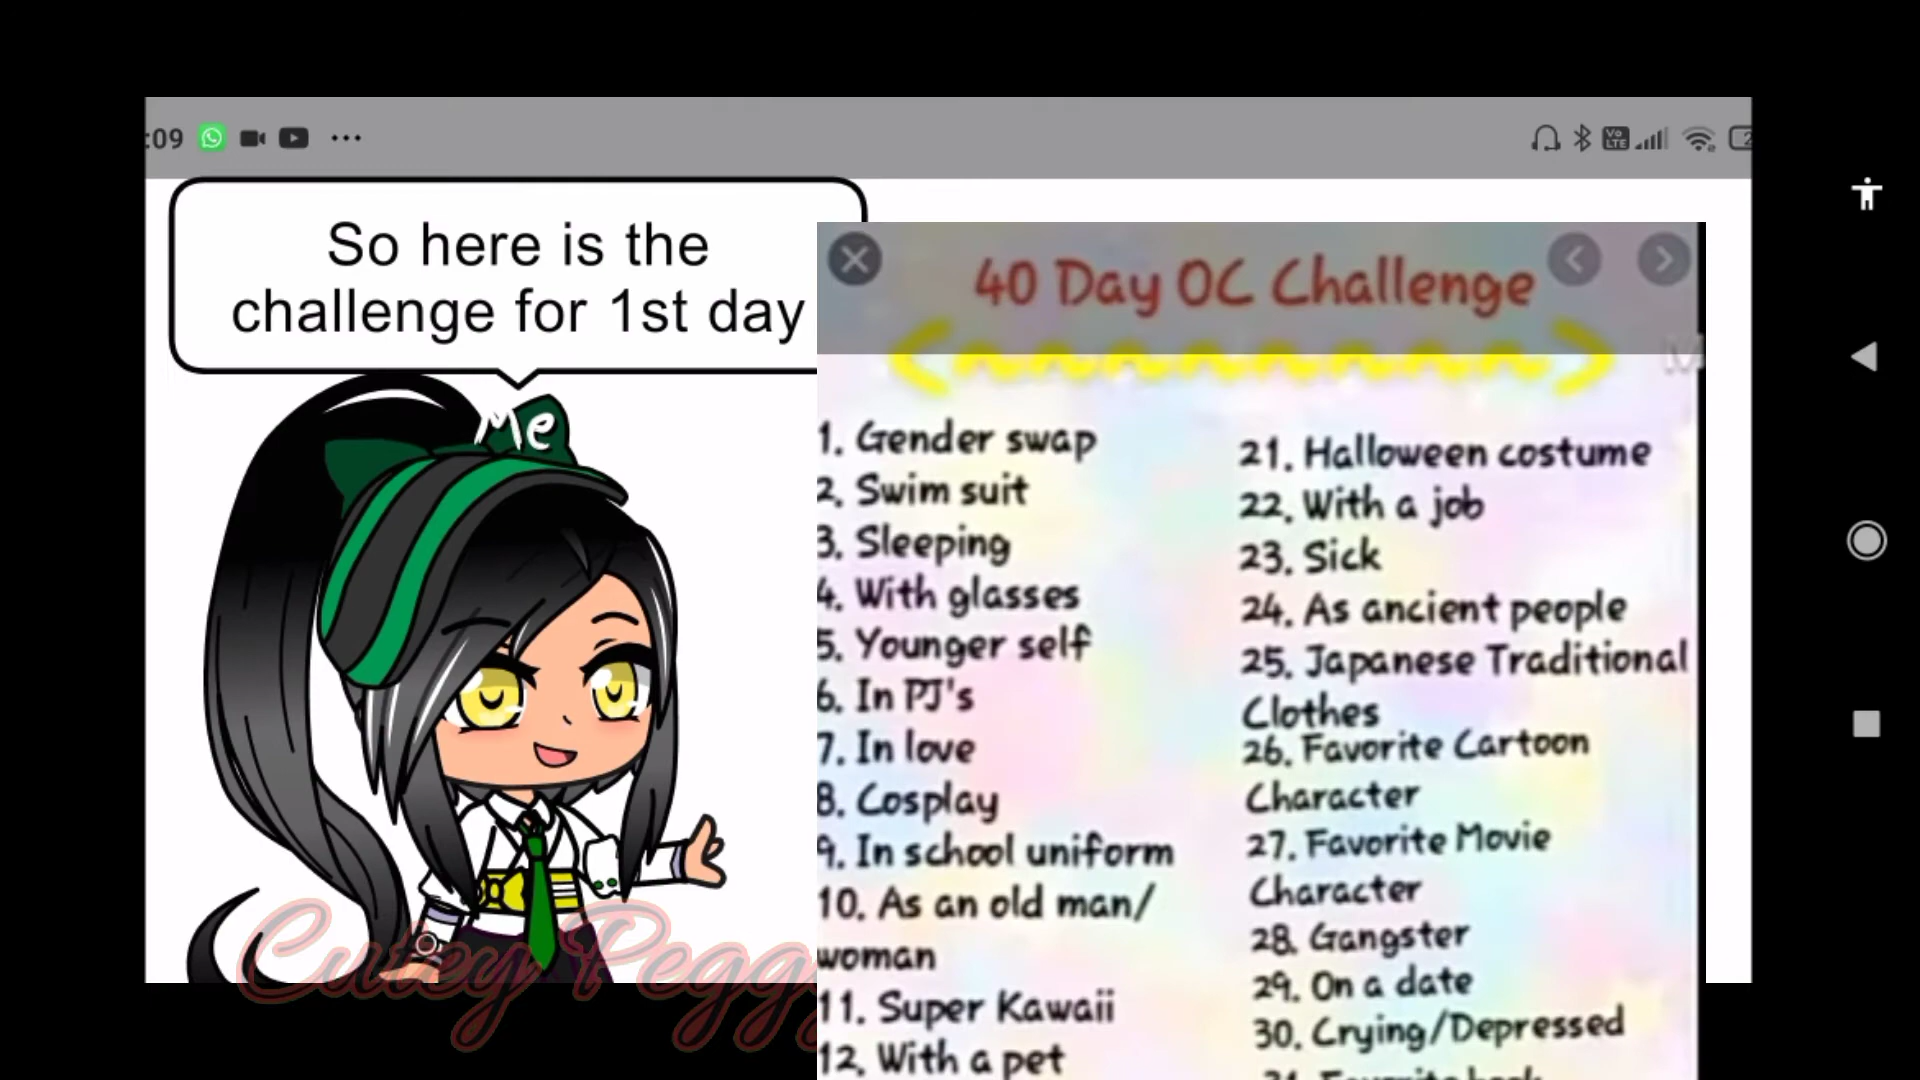 :09
Vo
LTE
2
So here is the
challenge for 1st day
Me
40 Day OC Challenge
1. Gender swap
2. Swim suit
3. Sleeping
4. With glasses
5. Younger self
6. In PJ's
7. In love
8. Cosplay
9. In school uniform
10. As an old man/
woman
11. Super Kawaii
12. With a pet
21. Halloween costume
22. With a job
23. Sick
24. As ancient people
25. Japanese Traditional
Clothes
26. Favorite Cartoon
Character
27. Favorite Movie
Character
28. Gangster
29. On a date
30. Crying/Depressed
Cutey Pegg